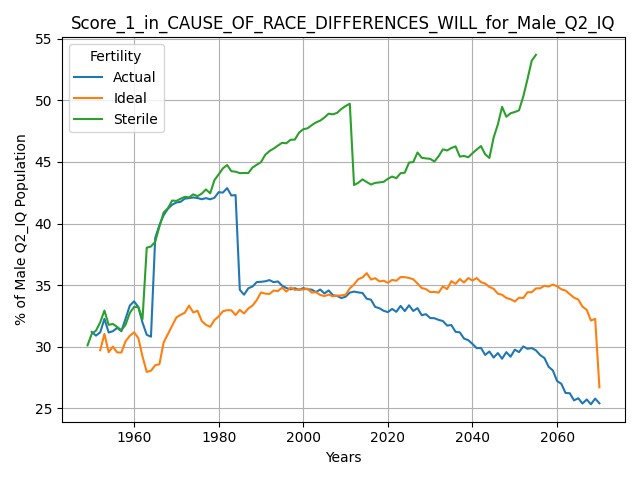 Score_1_in_CAUSE_OF_RACE_DIFFERENCES_WILL_for_Male_Q2_IQ
Fertility
Actual
Ideal
Sterile
% of Male Q2_IQ Population
55
50
45
40
35
30
25
1960 1980 2000 2020 2040 2060
Years